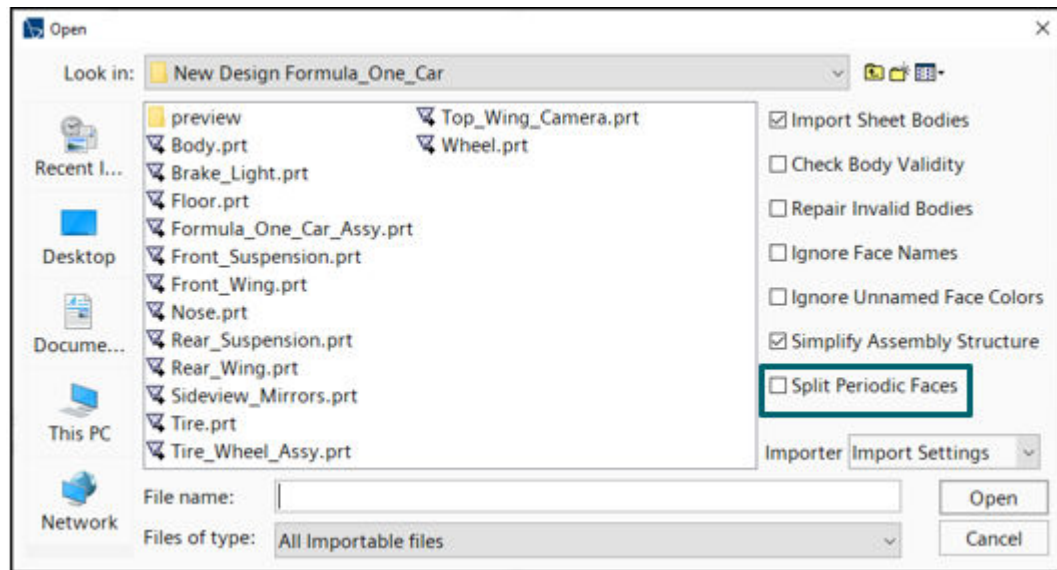 Open
Look in: New Design Formula_One_Car
Recent I...
Desktop
Docume...
This PC
Network
preview
Body.prt
Brake_Light.prt
Floor.prt
Formula_One_Car_Assy.prt
Front_Suspension.prt
Front_Wing.prt
Nose.prt
Rear_Suspension.prt
Rear_Wing.prt
Sideview_Mirrors.prt
Tire.prt
Tire_Wheel_Assy.prt
Top_Wing_Camera.prt
Wheel.prt
Import Sheet Bodies
Check Body Validity
Repair Invalid Bodies
Ignore Face Names
Ignore Unnamed Face Colors
Simplify Assembly Structure
Split Periodic Faces
Importer Import Settings
File name:
Open
Files of type: All Importable files
Cancel